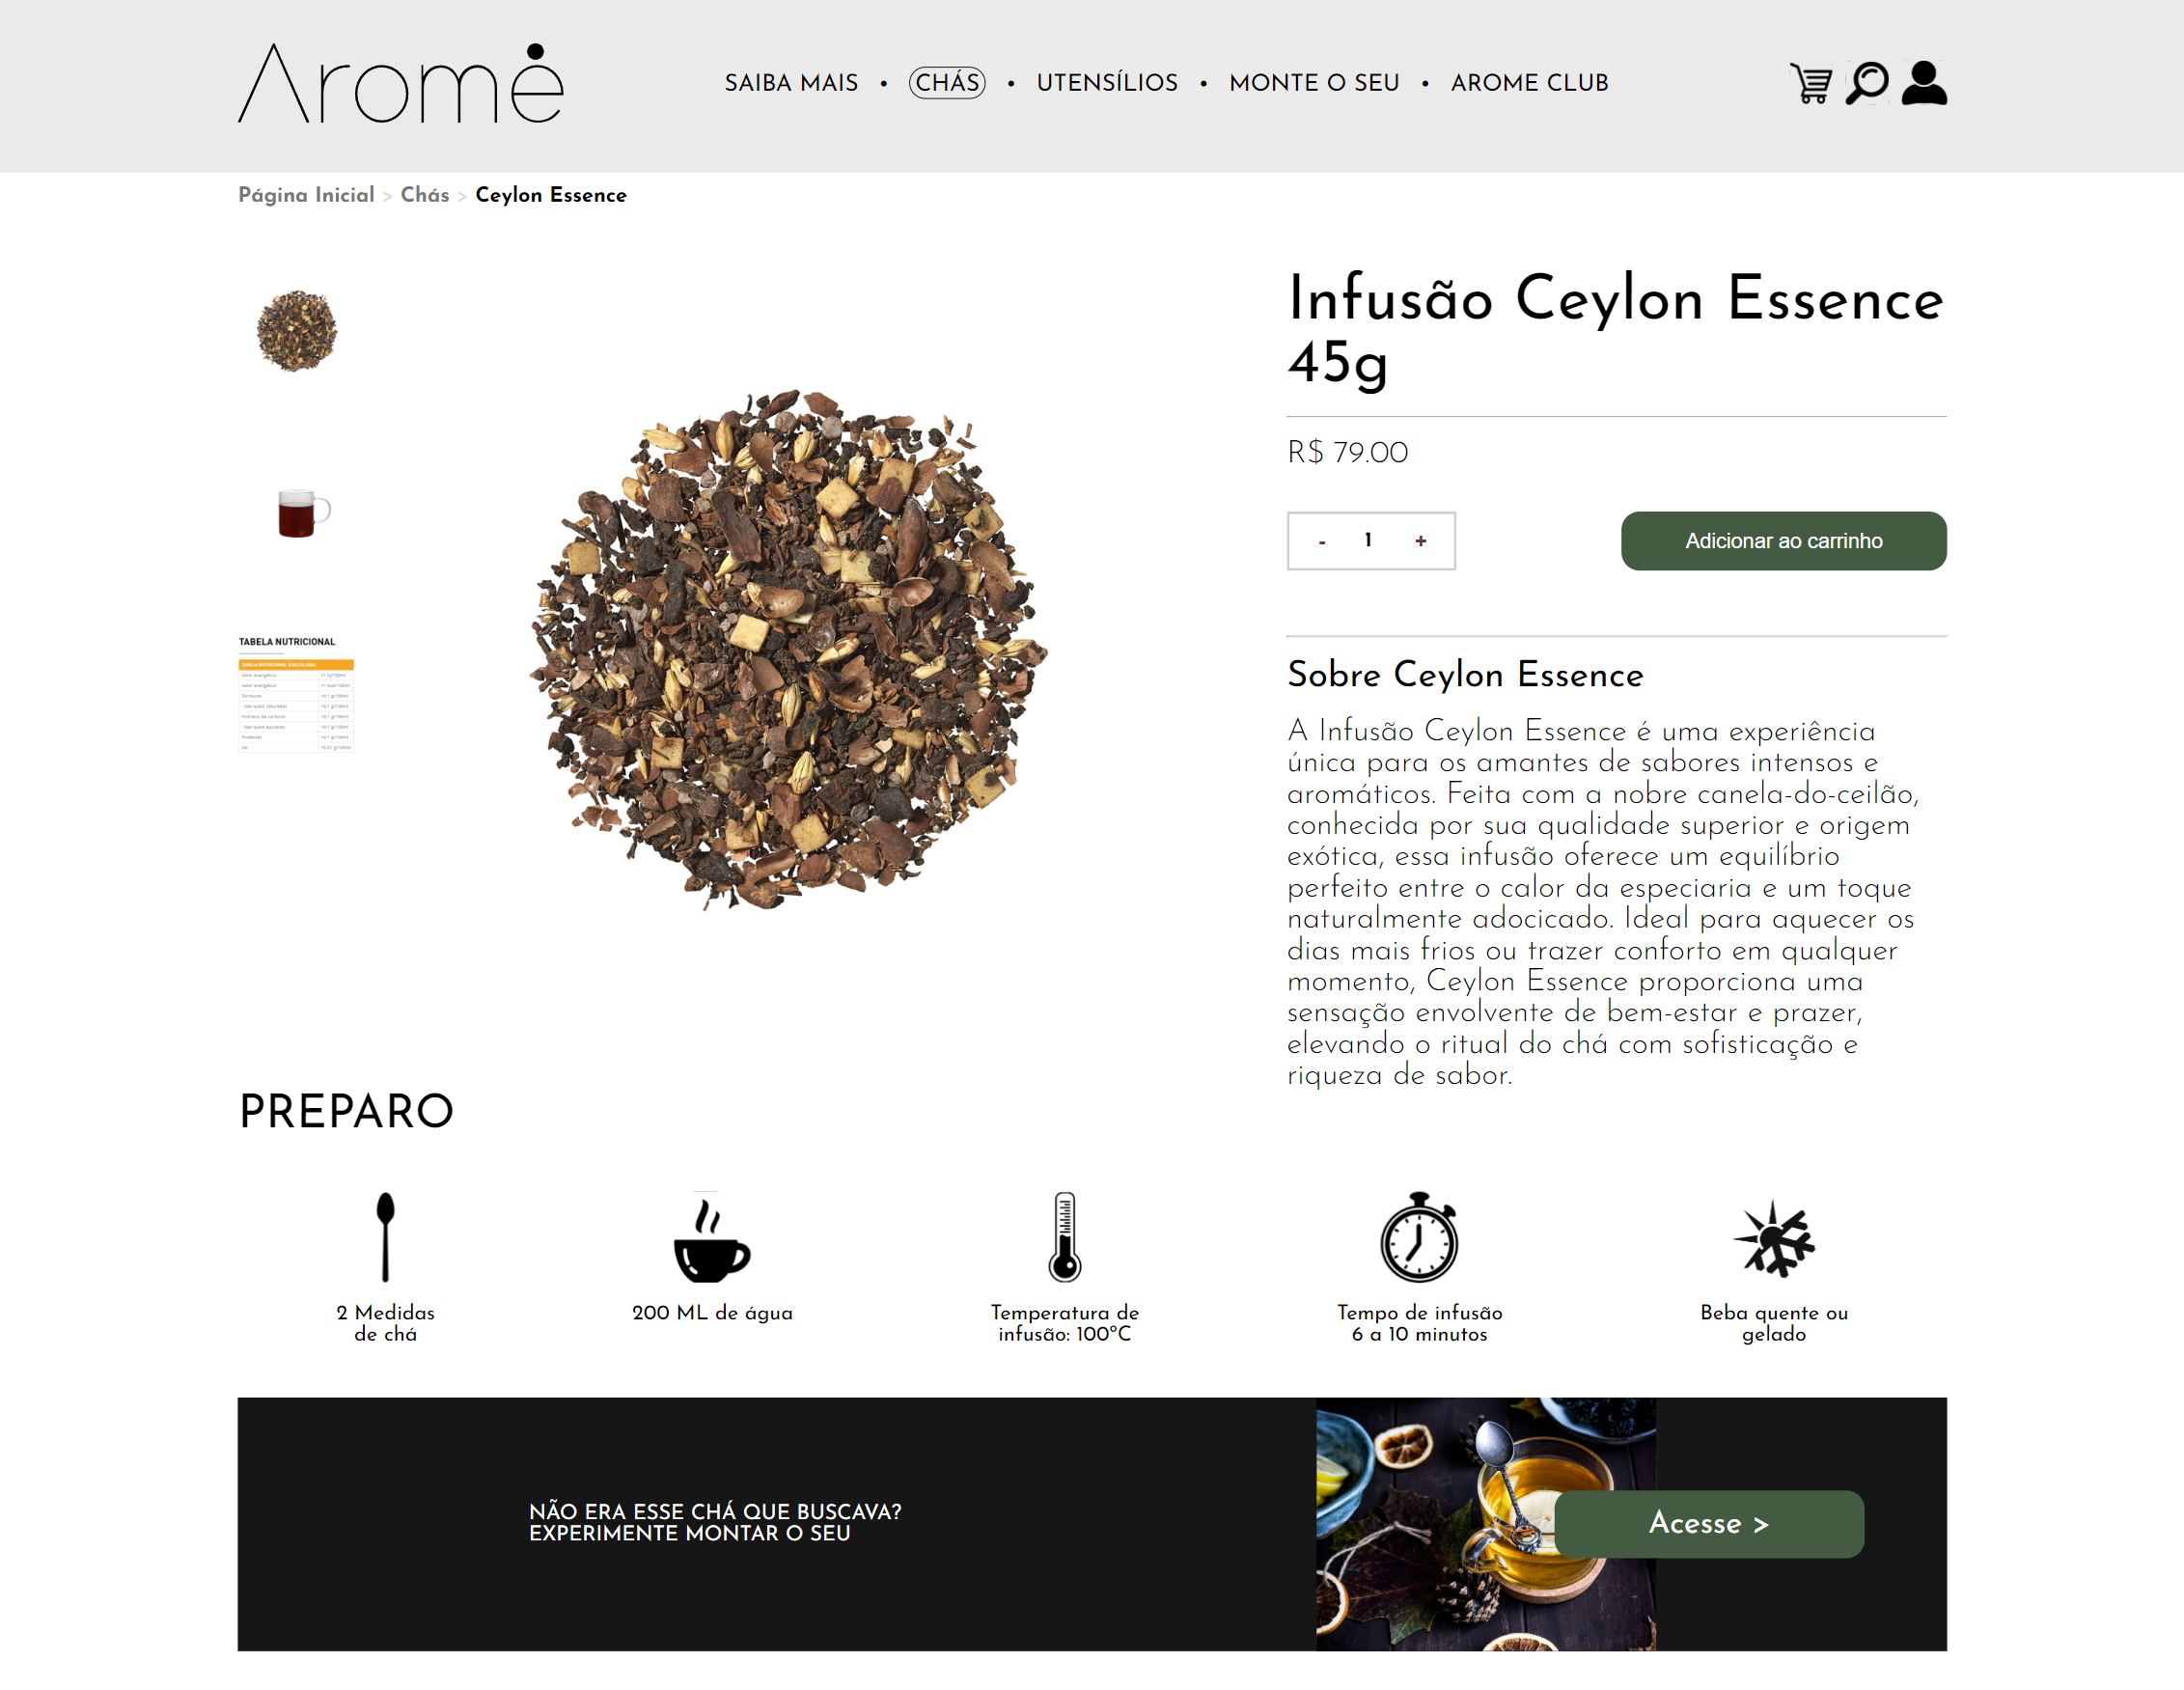 Aromė
SAIBA MAIS • CHÁS • UTENSÍLIOS • MONTE O SEU • AROME CLUB
Página Inicial > Chás > Ceylon Essence
Infusão Ceylon Essence
45g
R$ 79.00
- 1 +
Adicionar ao carrinho
TABELA NUTRICIONAL
Sobre Ceylon Essence
A Infusão Ceylon Essence é uma experiência
única para os amantes de sabores intensos e
aromáticos. Feita com a nobre canela-do-ceilão,
conhecida por sua qualidade superior e origem
exótica, essa infusão oferece um equilíbrio
perfeito entre o calor da especiaria e um toque
naturalmente adocicado. Ideal para aquecer os
dias mais frios ou trazer conforto em qualquer
momento, Ceylon Essence proporciona uma
sensação envolvente de bem-estar e prazer,
elevando o ritual do chá com sofisticação e
riqueza de sabor.
PREPARO
2 Medidas
de chá
200 ML de água
Temperatura de
infusão: 100°C
Tempo de infusão
6 a 10 minutos
Beba quente ou
gelado
NÃO ERA ESSE CHÁ QUE BUSCAVA?
EXPERIMENTE MONTAR O SEU
Acesse >